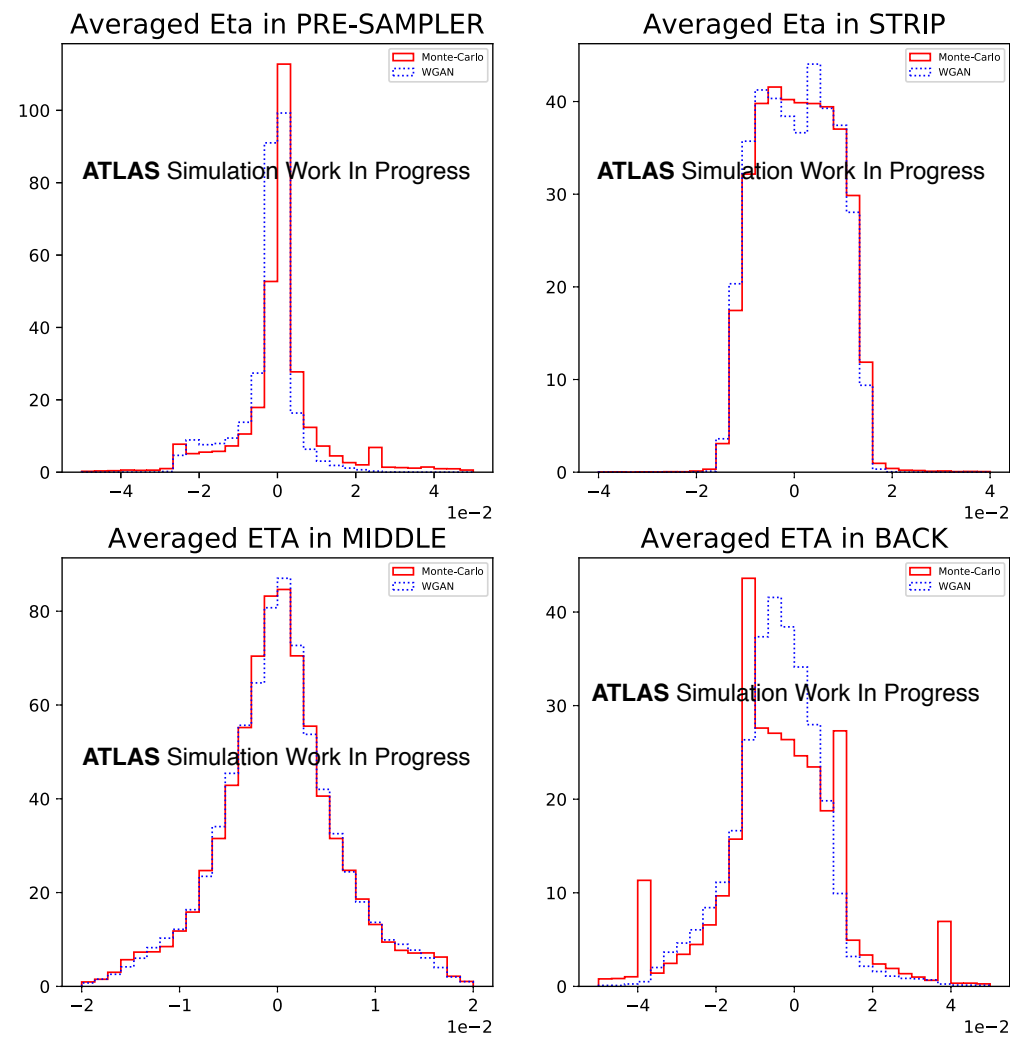 Averaged Eta in PRE-SAMPLER
Monte-Carlo
WGAN
ATLAS Simulation Work In Progress
100
80
60
40
20
0
−4 −2 0 2 4
1e−2
Averaged Eta in STRIP
Monte-Carlo
WGAN
ATLAS Simulation Work In Progress
40
30
20
10
0
−4 −2 0 2 4
1e−2
Averaged ETA in MIDDLE
Monte-Carlo
WGAN
ATLAS Simulation Work In Progress
80
60
40
20
0
−2 −1 0 1 2
1e−2
Averaged ETA in BACK
Monte-Carlo
WGAN
ATLAS Simulation Work In Progress
40
30
20
10
0
−4 −2 0 2 4
1e−2